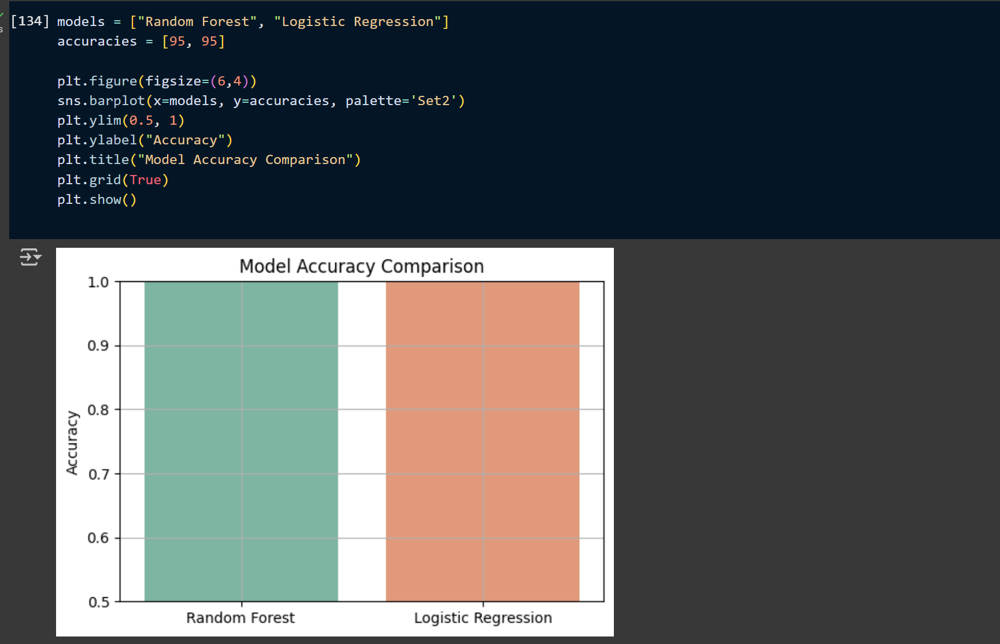 [134] models = ["Random Forest", "Logistic Regression"]
s
accuracies = [95, 95]
plt.figure(figsize=(6,4))
sns.barplot(x=models, y=accuracies, palette='Set2')
plt.ylim(0.5, 1)
plt.ylabel("Accuracy")
plt.title("Model Accuracy Comparison")
plt.grid(True)
plt.show()
Model Accuracy Comparison
1.0
0.9
0.8
0.7
0.6
0.5
Accuracy
Random Forest
Logistic Regression